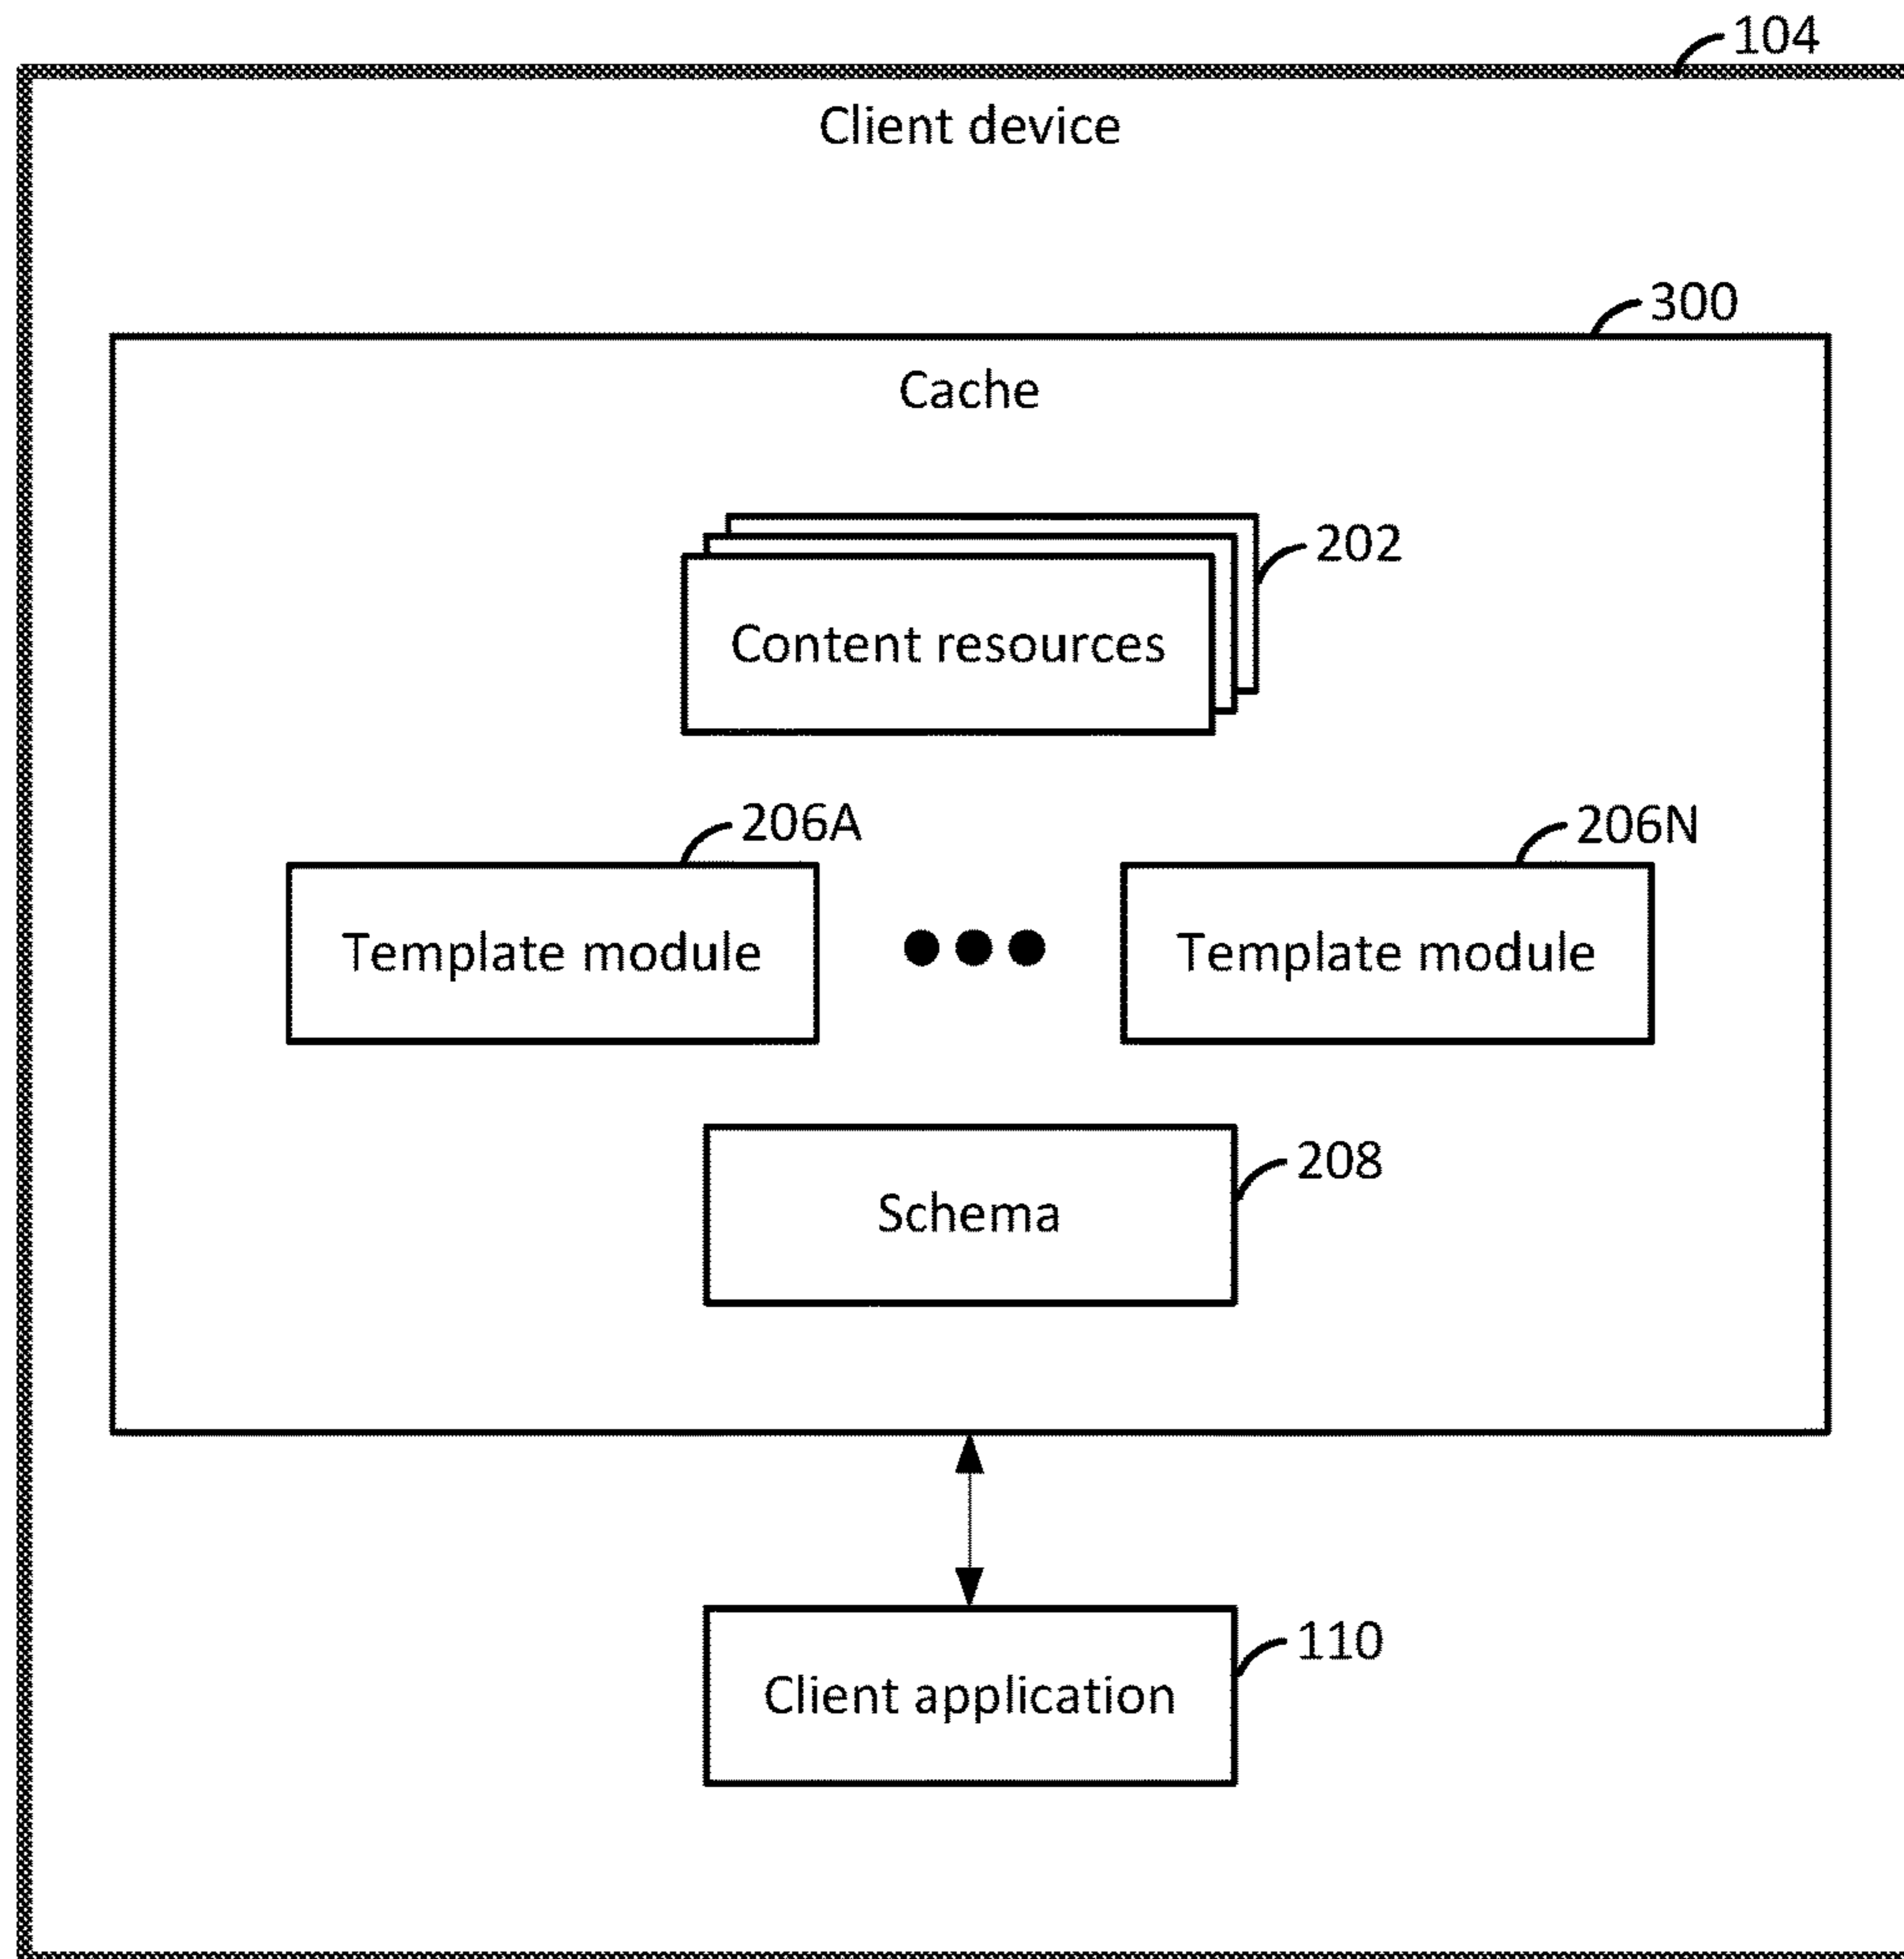 104
Client device
300
Cache
202
Content resources
206A
206N
Template module
Template module
208
Schema
110
Client application